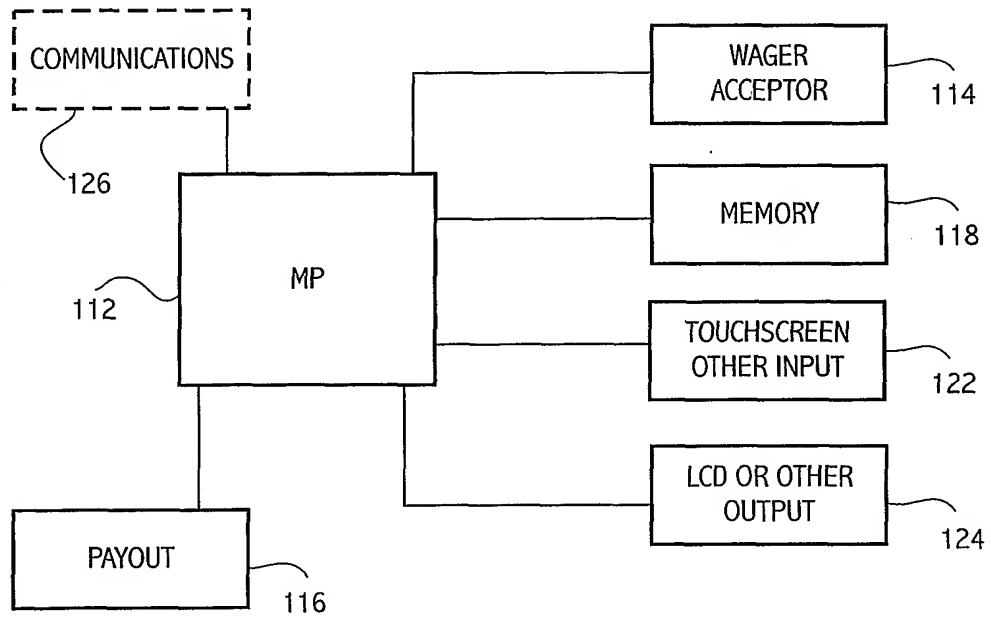 COMMUNICATIONS
126
WAGER
ACCEPTOR
114
MEMORY
118
MP
112
TOUCHSCREEN
OTHER INPUT
122
LCD OR OTHER
OUTPUT
124
PAYOUT
116